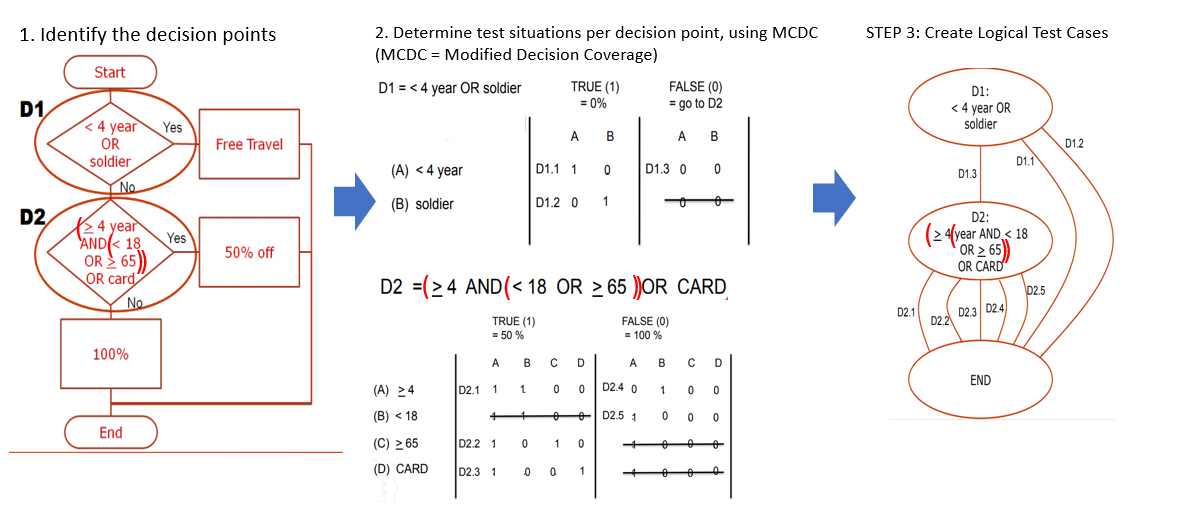 1. Identify the decision points
Start
D1
< 4 year
OR
soldier
Yes
Free Travel
No
D2
(≥ 4 year
AND(< 18
OR ≥ 65))
OR card
Yes
50% off
No
100%
End
2. Determine test situations per decision point, using MCDC
(MCDC = Modified Decision Coverage)
D1 = < 4 year OR soldier
TRUE (1)
= 0%
FALSE (0)
= go to D2
A B A B
(A) < 4 year D1.1 1 0 D1.3 0 0
(B) soldier D1.2 0 1 0 0
D2 =(≥ 4 AND(< 18 OR ≥ 65 ))OR CARD
TRUE (1)
= 50 %
FALSE (0)
= 100 %
A B C D A B C D
(A) ≥4 D2.1 1 1 0 0 D2.4 0 1 0 0
(B) < 18 1 1 0 0 D2.5 1 0 0 0
(C) ≥ 65 D2.2 1 0 1 0 1 0 0 0
(D) CARD D2.3 1 0 0 1 1 0 0 0
STEP 3: Create Logical Test Cases
D1:
< 4 year OR
soldier
D1.3
D1.1
D1.2
D2:
(≥ 4(year AND < 18
OR ≥ 65))
OR CARD
D2.1
D2.2
D2.3
D2.4
D2.5
END